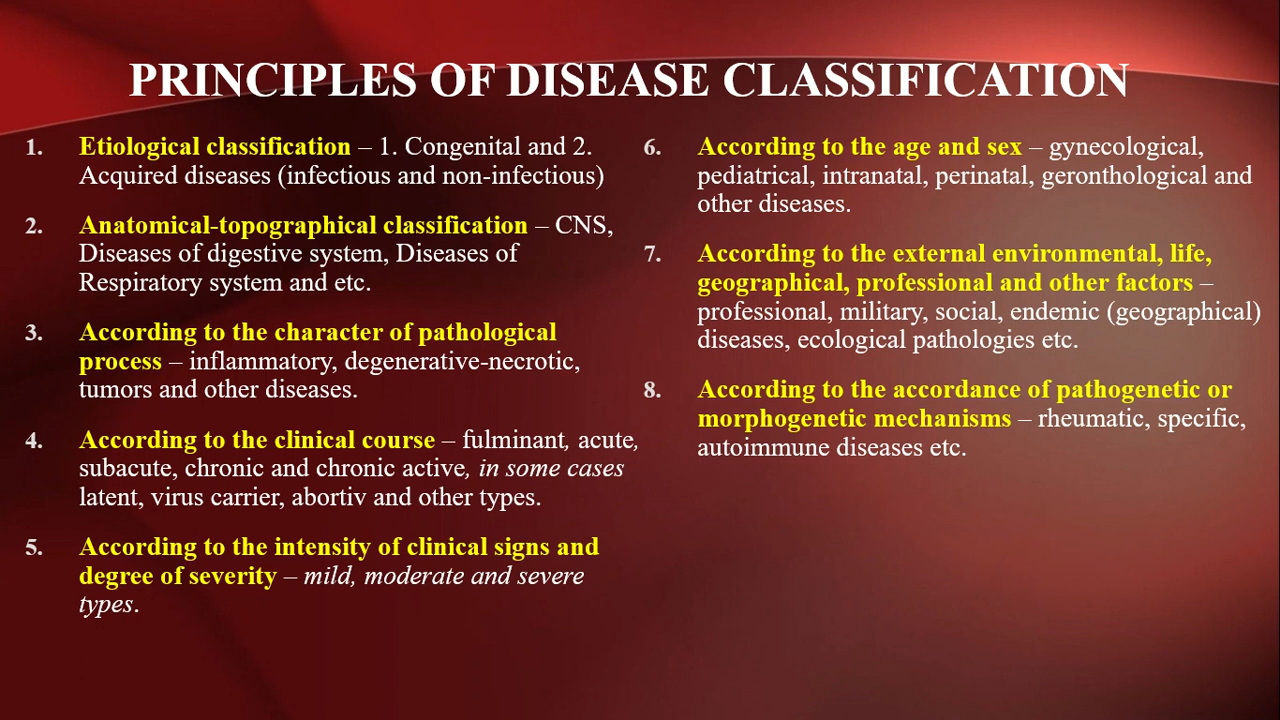 PRINCIPLES OF DISEASE CLASSIFICATION
1. Etiological classification – 1. Congenital and 2.
Acquired diseases (infectious and non-infectious)
2. Anatomical-topographical classification – CNS,
Diseases of digestive system, Diseases of
Respiratory system and etc.
3. According to the character of pathological
process – inflammatory, degenerative-necrotic,
tumors and other diseases.
4. According to the clinical course – fulminant, acute,
subacute, chronic and chronic active, in some cases
latent, virus carrier, abortiv and other types.
5. According to the intensity of clinical signs and
degree of severity – mild, moderate and severe
types.
6. According to the age and sex – gynecological,
pediatrical, intranatal, perinatal, geronthological and
other diseases.
7. According to the external environmental, life,
geographical, professional and other factors –
professional, military, social, endemic (geographical)
diseases, ecological pathologies etc.
8. According to the accordance of pathogenetic or
morphogenetic mechanisms – rheumatic, specific,
autoimmune diseases etc.